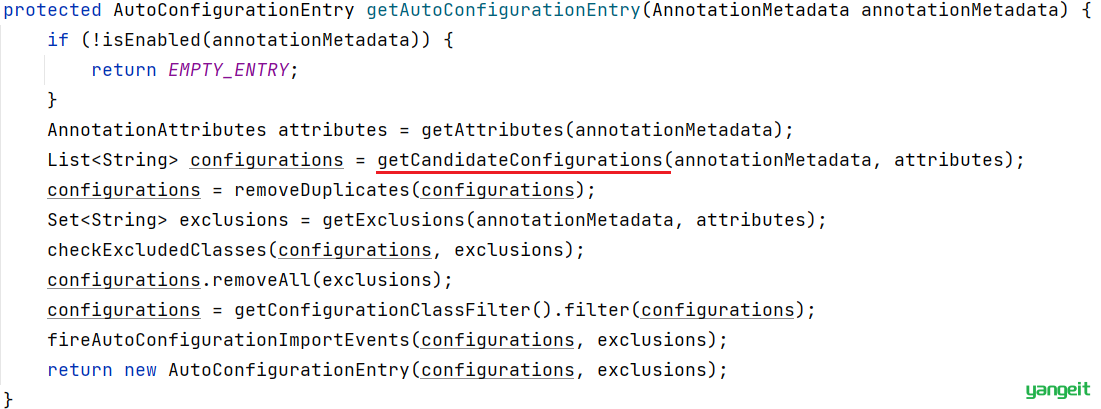 protected AutoConfigurationEntry getAutoConfigurationEntry(AnnotationMetadata annotationMetadata) {
    if (!isEnabled(annotationMetadata)) {
        return EMPTY_ENTRY;
    }
    AnnotationAttributes attributes = getAttributes(annotationMetadata);
    List<String> configurations = getCandidateConfigurations(annotationMetadata, attributes);
    configurations = removeDuplicates(configurations);
    Set<String> exclusions = getExclusions(annotationMetadata, attributes);
    checkExcludedClasses(configurations, exclusions);
    configurations.removeAll(exclusions);
    configurations = getConfigurationClassFilter().filter(configurations);
    fireAutoConfigurationImportEvents(configurations, exclusions);
    return new AutoConfigurationEntry(configurations, exclusions);
}
yangeit